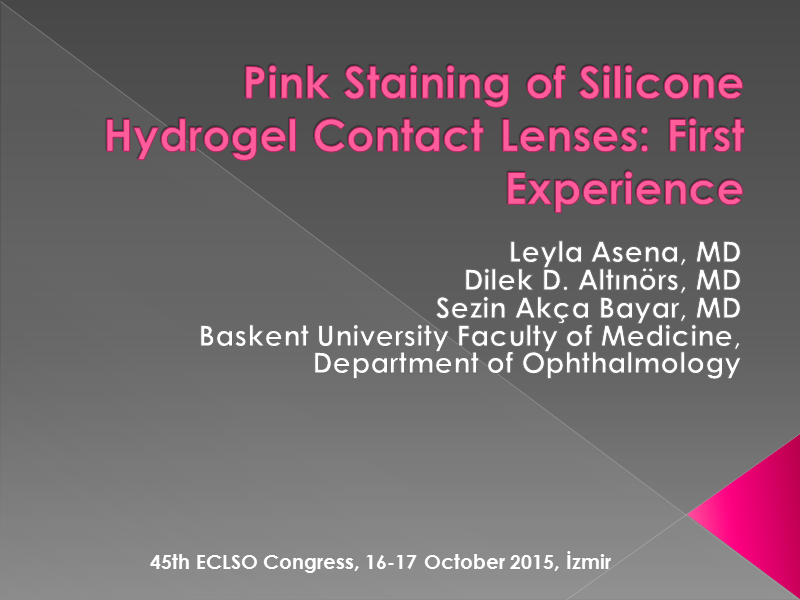 Pink Staining of Silicone
Hydrogel Contact Lenses: First
Experience
Leyla Asena, MD
Dilek D. Altınörs, MD
Sezin Akça Bayar, MD
Baskent University Faculty of Medicine,
Department of Ophthalmology
45th ECLSO Congress, 16-17 October 2015, İzmir